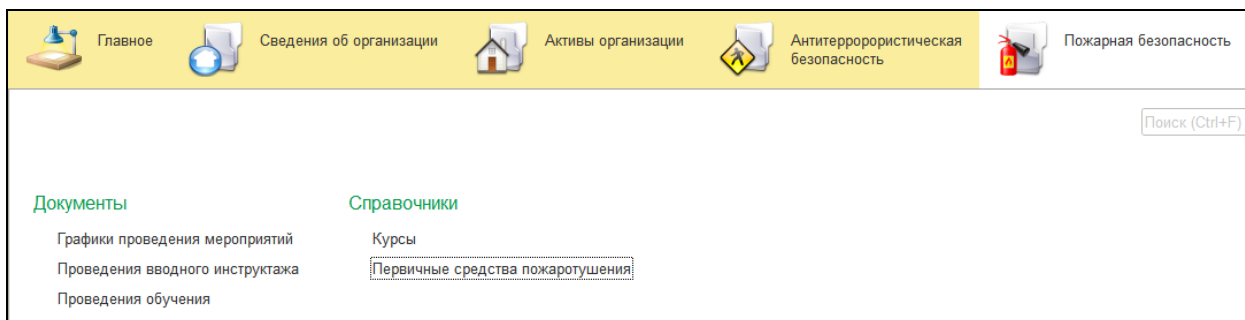 Главное
Сведения об организации
Активы организации
Антитерророристическая
безопасность
Пожарная безопасность
Поиск (Ctrl+F)
Документы
Справочники
Графики проведения мероприятий
Курсы
Проведения вводного инструктажа
Первичные средства пожаротушения
Проведения обучения